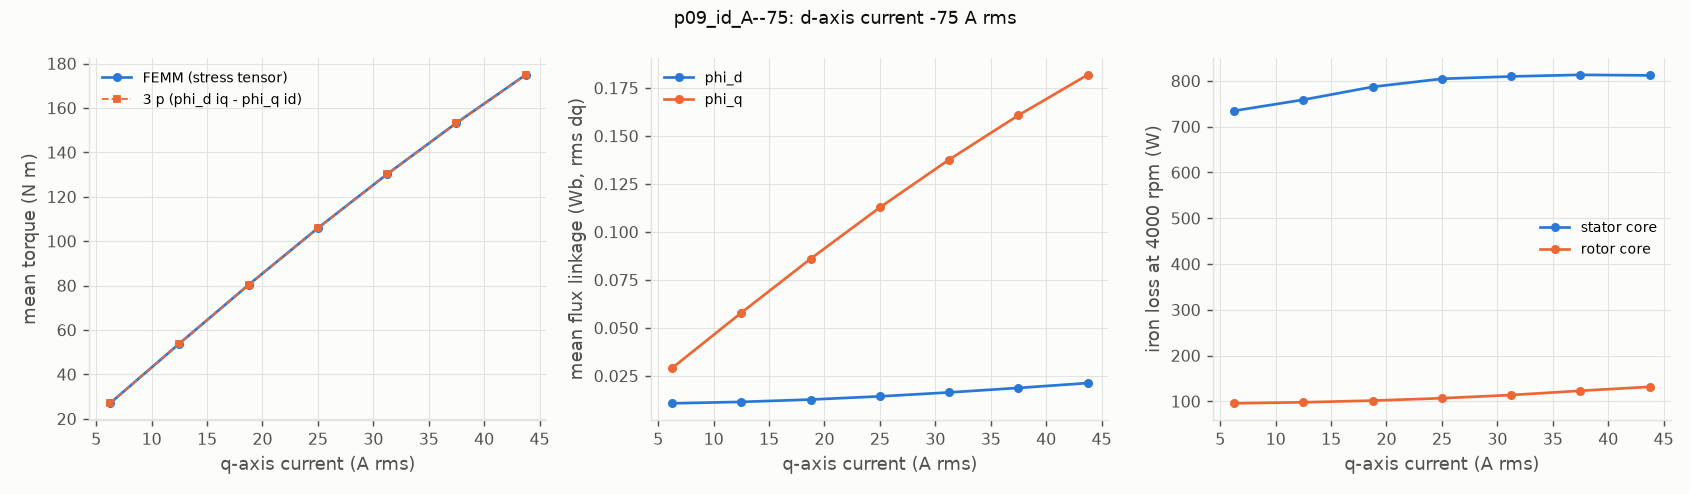 p09_id_A--75: d-axis current -75 A rms
FEMM (stress tensor)
3 p (phi_d iq - phi_q id)
mean torque (N m)
180
160
140
120
100
80
60
40
20
5 10 15 20 25 30 35 40 45
q-axis current (A rms)
phi_d
phi_q
mean flux linkage (Wb, rms dq)
0.175
0.150
0.125
0.100
0.075
0.050
0.025
5 10 15 20 25 30 35 40 45
q-axis current (A rms)
stator core
rotor core
iron loss at 4000 rpm (W)
800
700
600
500
400
300
200
100
5 10 15 20 25 30 35 40 45
q-axis current (A rms)